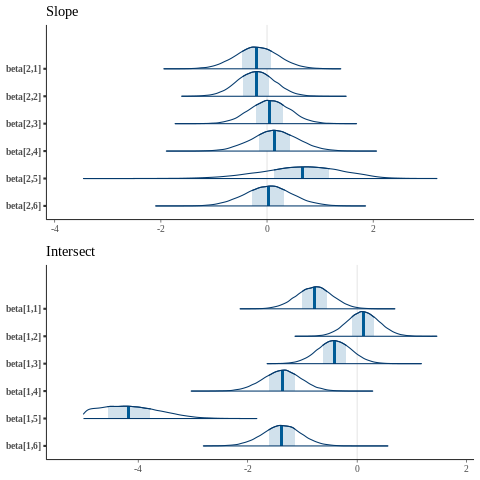 Slope
beta[2,1]
beta[2,2]
beta[2,3]
beta[2,4]
beta[2,5]
beta[2,6]
-4 -2 0 2
Intersect
beta[1,1]
beta[1,2]
beta[1,3]
beta[1,4]
beta[1,5]
beta[1,6]
-4 -2 0 2